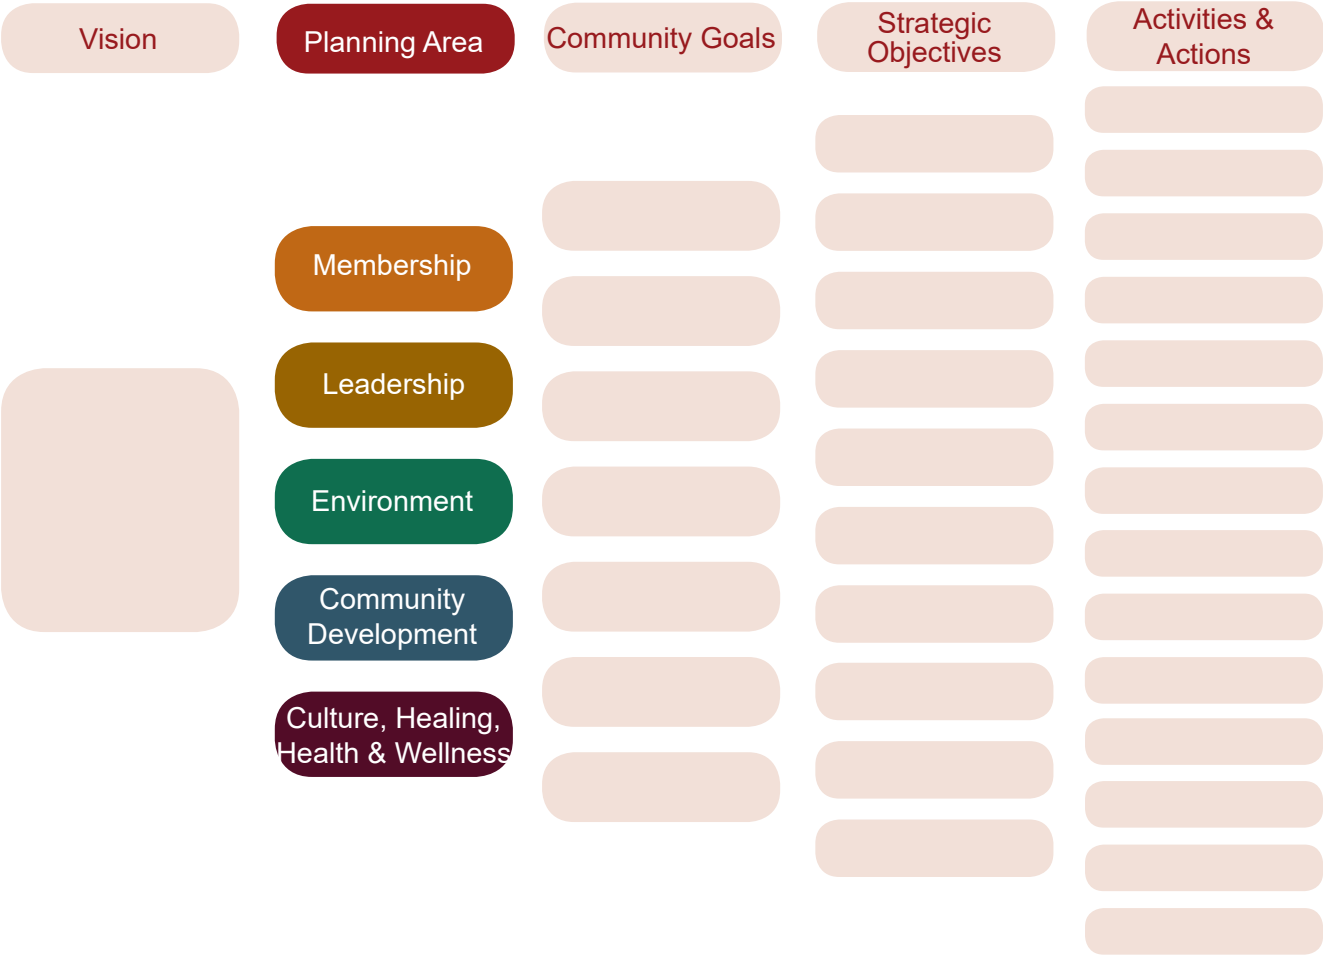 Vision
Planning Area
Community Goals
Strategic
Objectives
Activities &
Actions
Membership
Leadership
Environment
Community
Development
Culture, Healing,
Health & Wellness